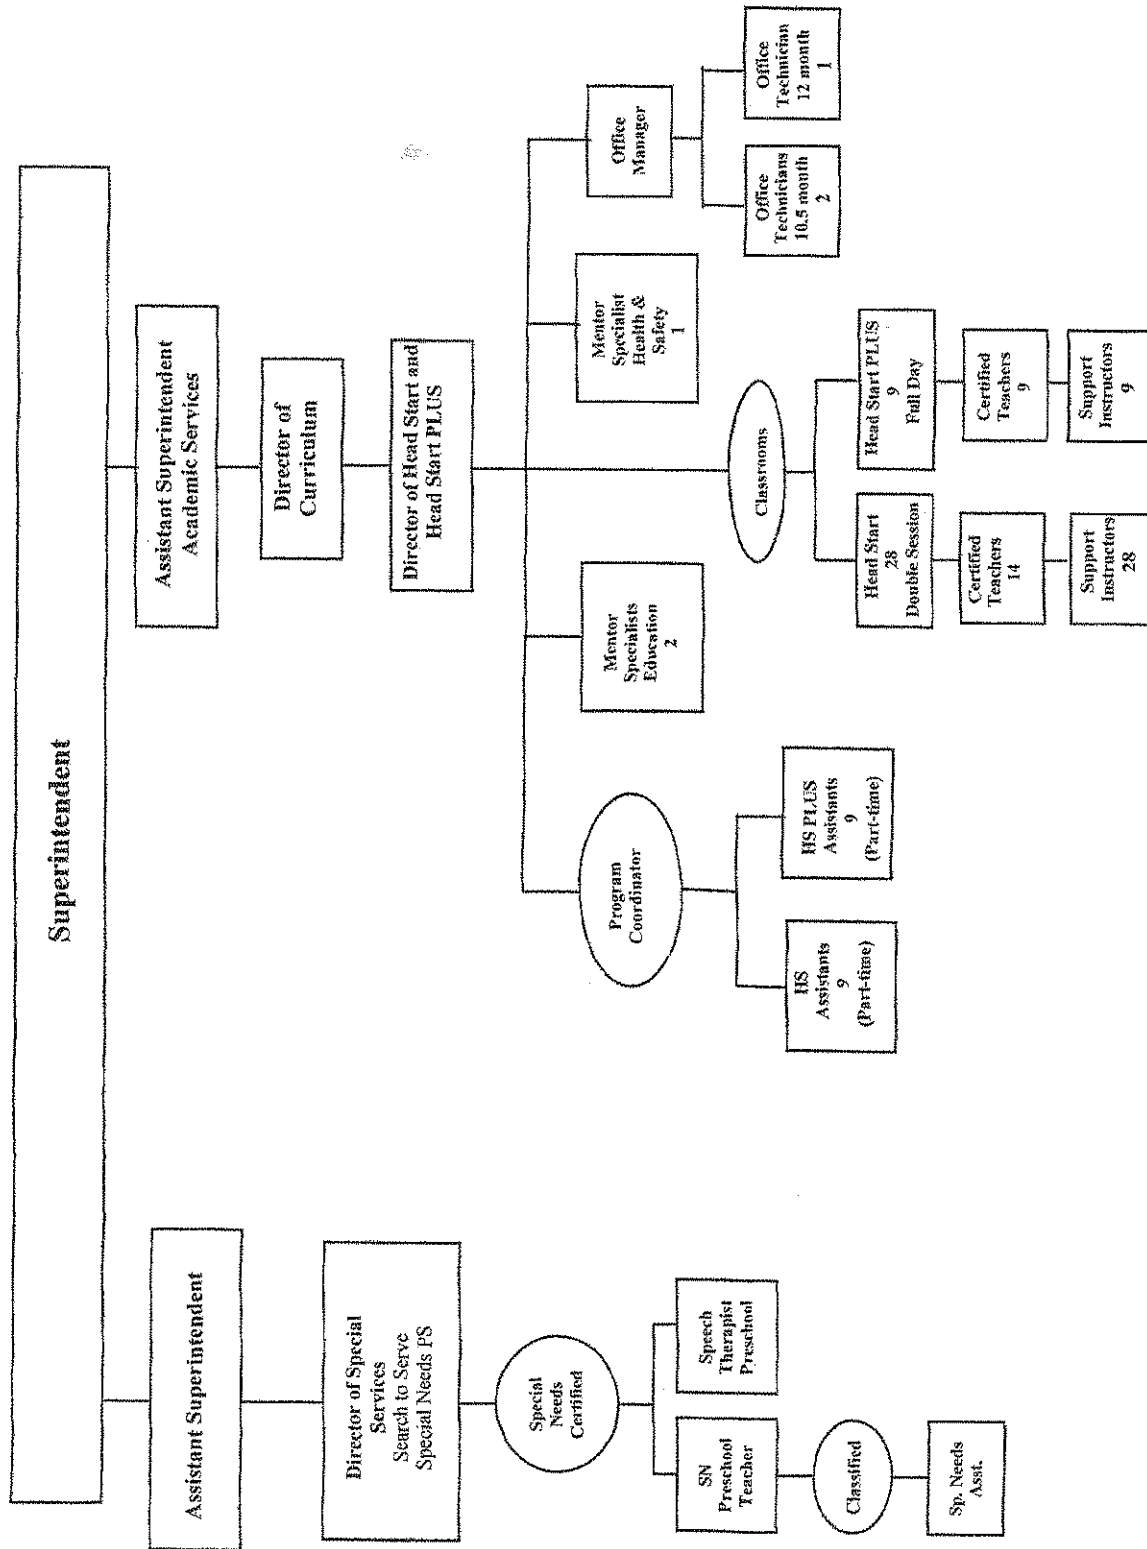 Superintendent
Assistant Superintendent
Assistant Superintendent
Academic Services
Director of Special
Services
Search to Serve
Special Needs PS
Director of
Curriculum
Director of Head Start and
Head Start PLUS
Special
Needs
Certified
SN
Preschool
Teacher
Speech
Therapist
Preschool
Classified
Sp. Needs
Asst.
Program
Coordinator
HS
Assistants
9
(Part-time)
HS PLUS
Assistants
9
(Part-time)
Mentor
Specialists
Education
2
Classrooms
Head Start
28
Double Session
Certified
Teachers
14
Support
Instructors
28
Head Start PLUS
9
Full Day
Certified
Teachers
9
Support
Instructors
9
Mentor
Specialist
Health &
Safety
1
Office
Manager
Office
Technicians
10.5 month
2
Office
Technician
12 month
1